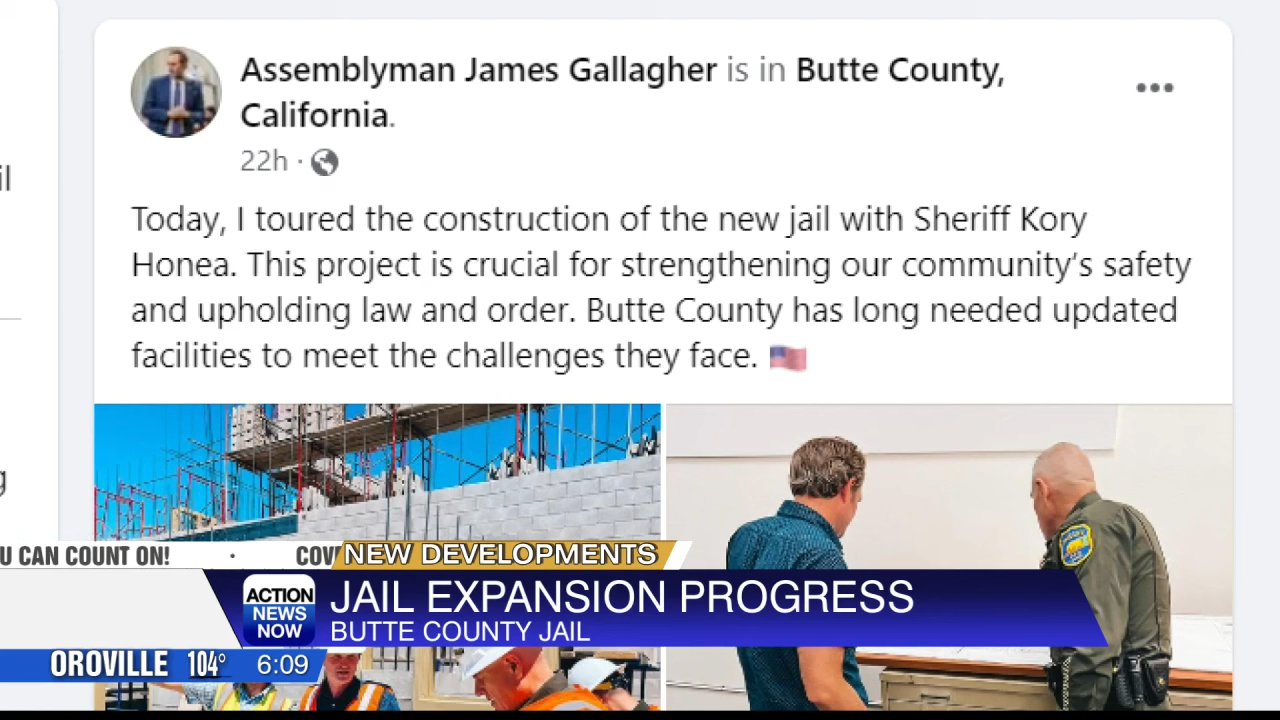 Assemblyman James Gallagher is in Butte County,
California.
22h ·
il
Today, I toured the construction of the new jail with Sheriff Kory
Honea. This project is crucial for strengthening our community's safety
and upholding law and order. Butte County has long needed updated
facilities to meet the challenges they face.
g
U CAN COUNT ON! · COV
NEW DEVELOPMENTS
ACTION
NEWS
NOW
JAIL EXPANSION PROGRESS
BUTTE COUNTY JAIL
OROVILLE 104° 6:09